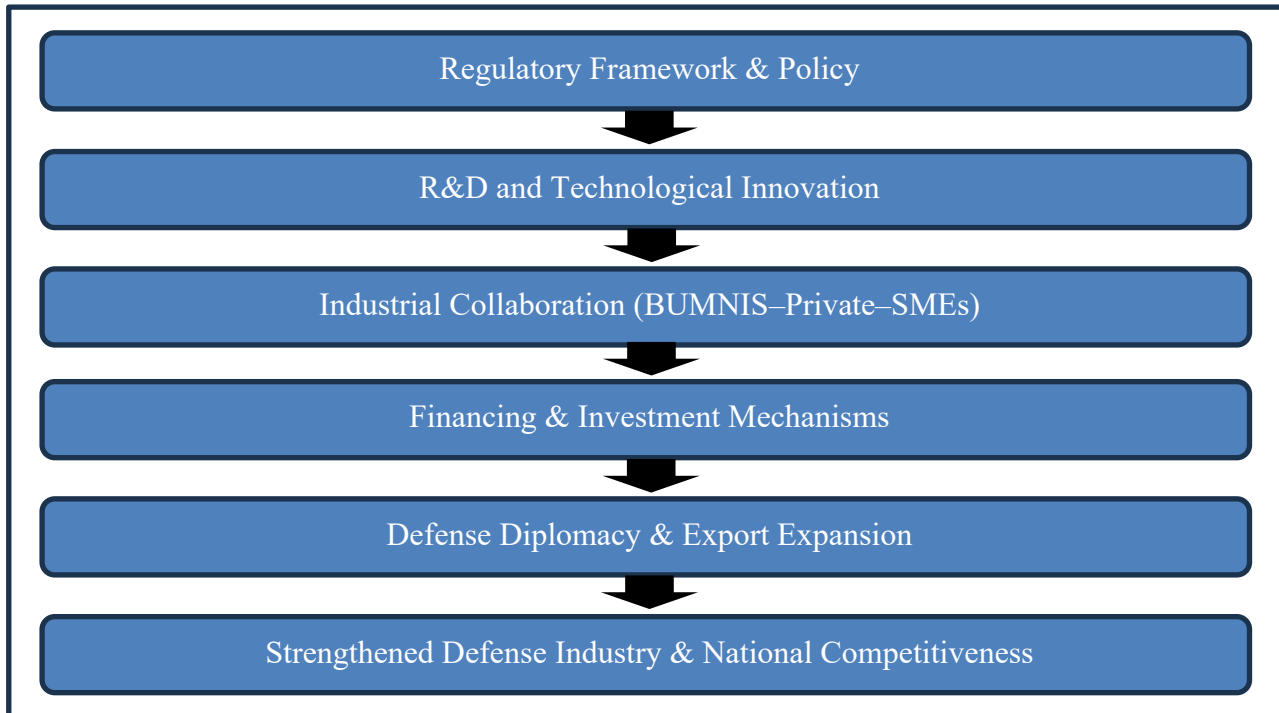 Regulatory Framework & Policy
R&D and Technological Innovation
Industrial Collaboration (BUMNIS–Private–SMEs)
Financing & Investment Mechanisms
Defense Diplomacy & Export Expansion
Strengthened Defense Industry & National Competitiveness